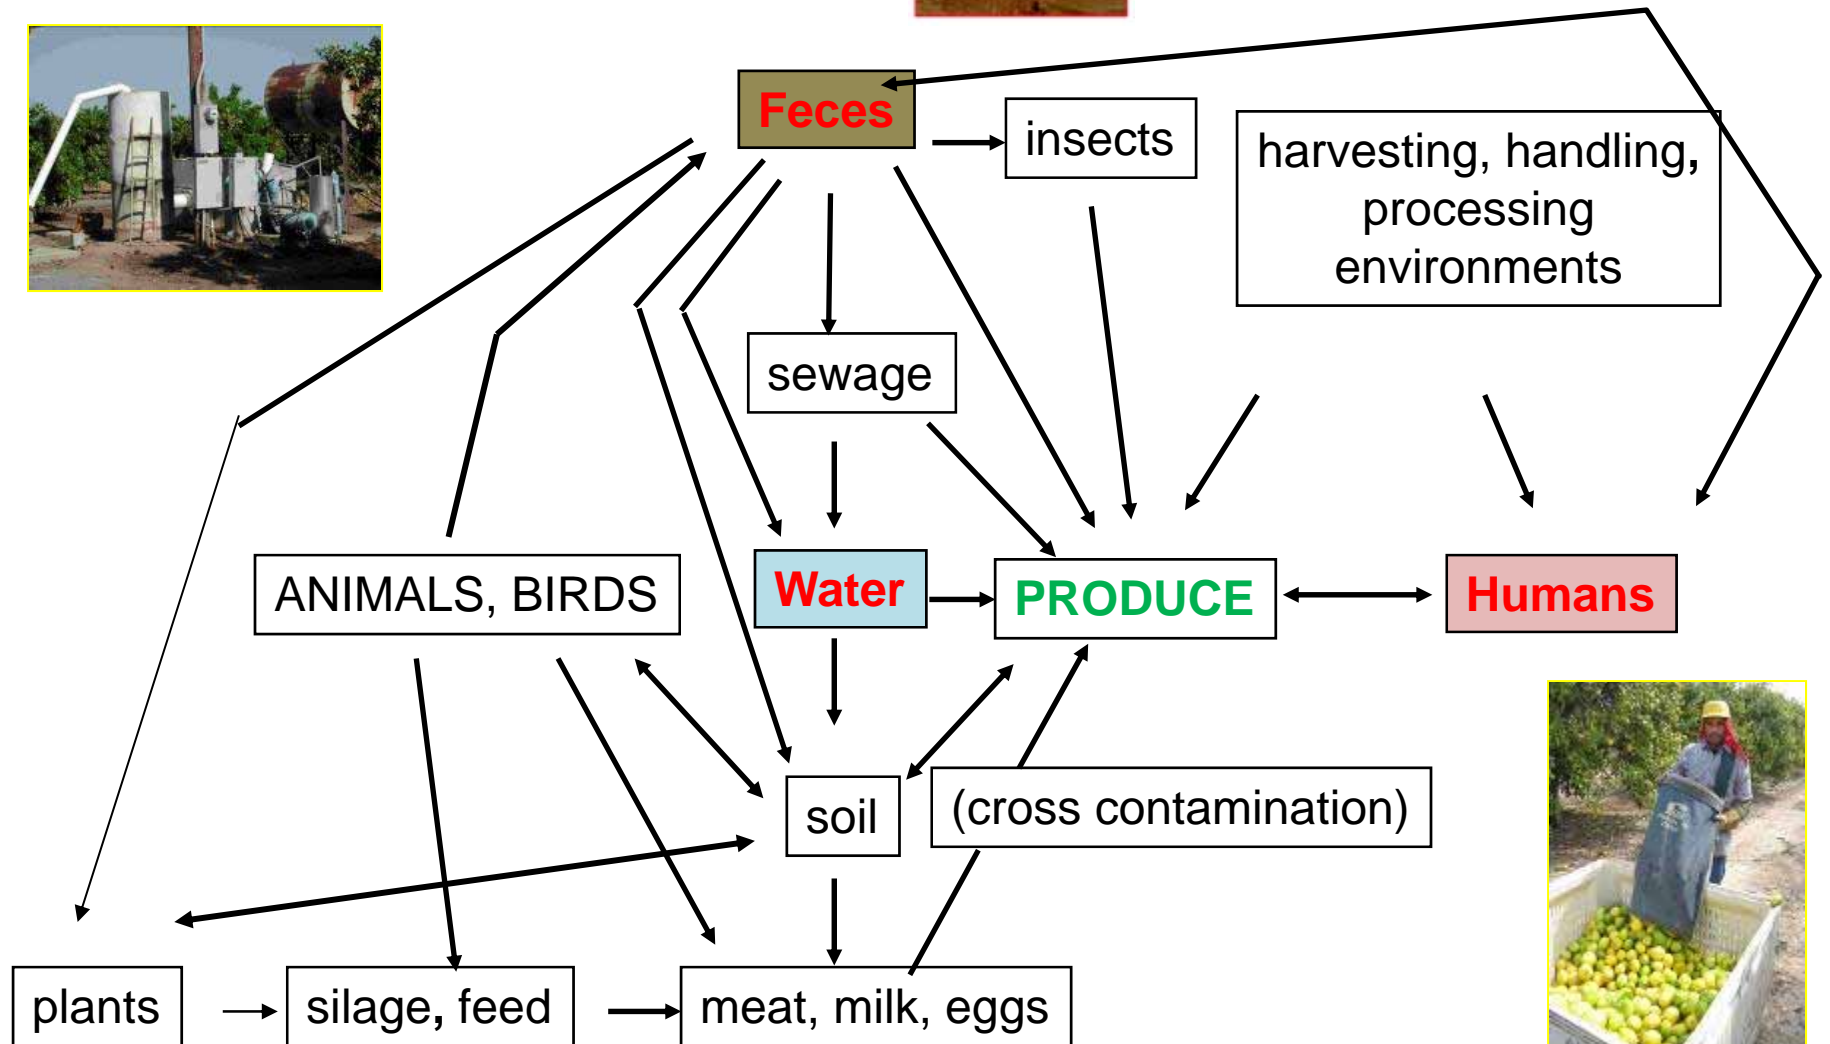 Feces
insects
harvesting, handling,
processing
environments
sewage
ANIMALS, BIRDS
Water
PRODUCE
Humans
soil
(cross contamination)
plants
silage, feed
meat, milk, eggs